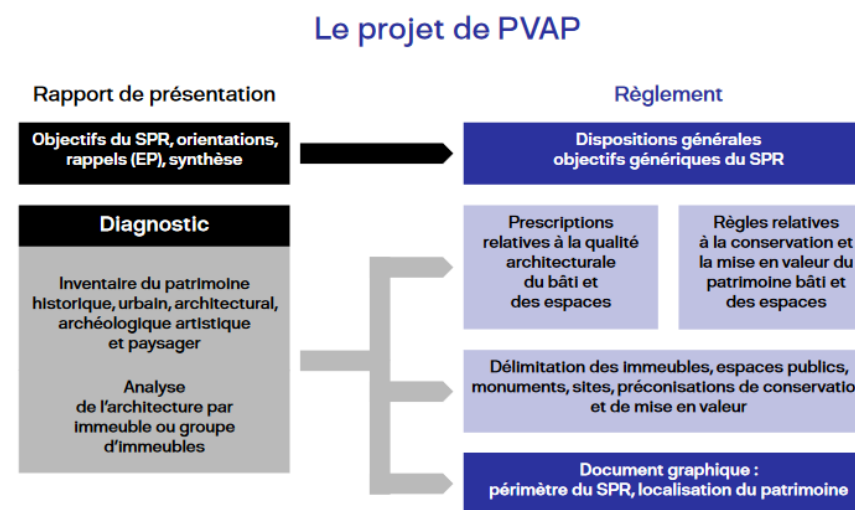 Le projet de PVAP
Rapport de présentation
Objectifs du SPR, orientations,
rappels (EP), synthèse
Diagnostic
Inventaire du patrimoine
historique, urbain, architectural,
archéologique artistique
et paysager
Analyse
de l'architecture par
immeuble ou groupe
d'immeubles
Règlement
Dispositions générales
objectifs génériques du SPR
Prescriptions
relatives à la qualité
architecturale
du bâti et
des espaces
Règles relatives
à la conservation et
la mise en valeur du
patrimoine bâti et
des espaces
Délimitation des immeubles, espaces publics,
monuments, sites, préconisations de conservatio
et de mise en valeur
Document graphique :
périmètre du SPR, localisation du patrimoine